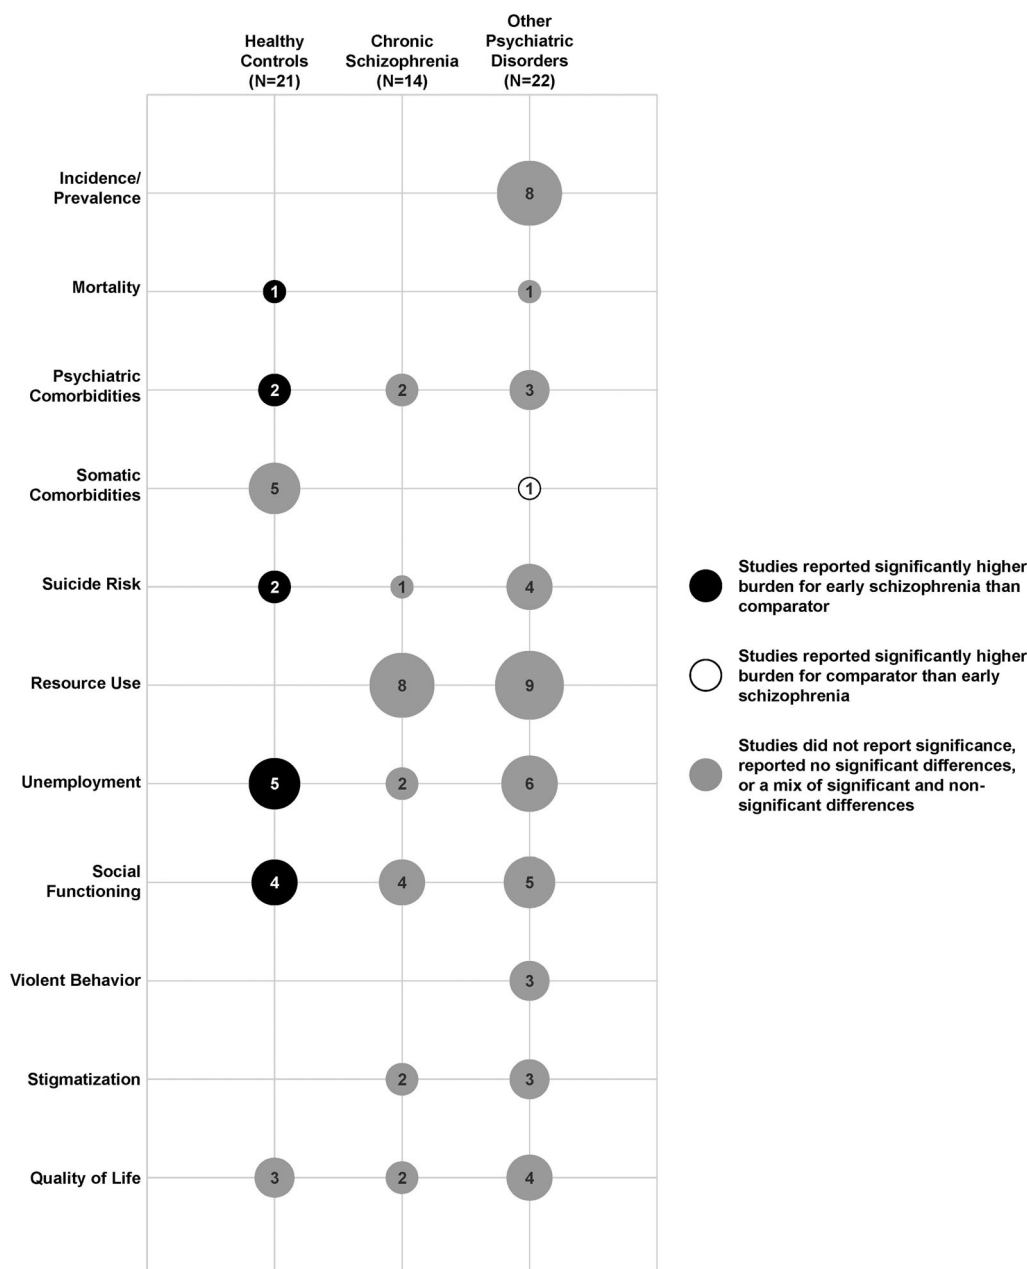 Healthy
Controls
(N=21)
Chronic
Schizophrenia
(N=14)
Other
Psychiatric
Disorders
(N=22)
Incidence/
Prevalence
8
Mortality
1
1
Psychiatric
Comorbidities
2
2
3
Somatic
Comorbidities
5
1
Suicide Risk
2
1
4
Resource Use
8
9
Unemployment
5
2
6
Social
Functioning
4
4
5
Violent Behavior
3
Stigmatization
2
3
Quality of Life
3
2
4
Studies reported significantly higher
burden for early schizophrenia than
comparator
Studies reported significantly higher
burden for comparator than early
schizophrenia
Studies did not report significance,
reported no significant differences,
or a mix of significant and non-
significant differences